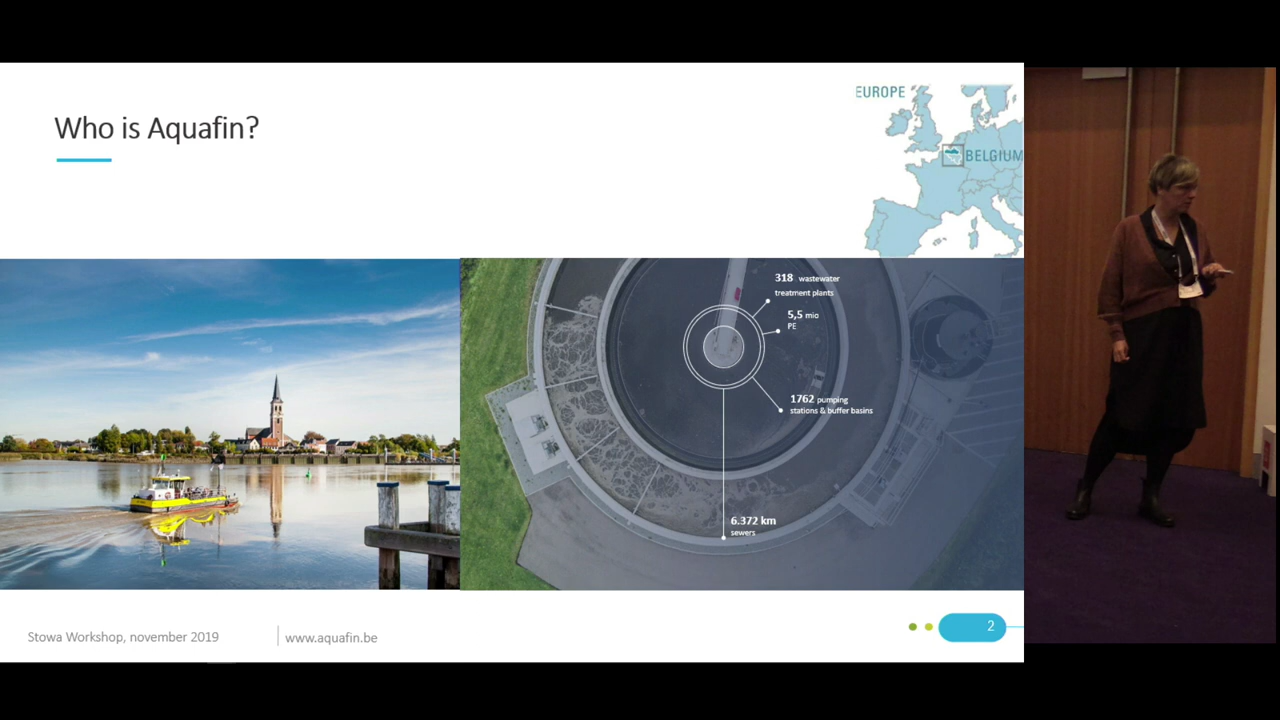 EUROPE
Who is Aquafin?
BELGIUM
318 wastewater
treatment plants
5,5 mio
PE
1762 pumping
stations & buffer basins
6.372 km
sewers
Stowa Workshop, november 2019
www.aquafin.be
2